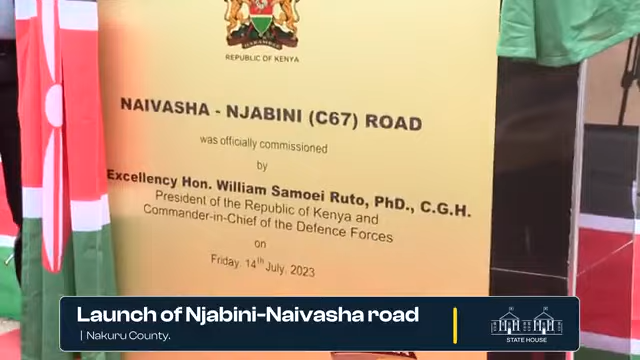 HARAMBEE
REPUBLIC OF KENYA
NAIVASHA - NJABINI (C67) ROAD
was officially commissioned
by
Excellency Hon. William Samoei Ruto, PhD., C.G.H.
President of the Republic of Kenya and
Commander-in-Chief of the Defence Forces
on
Friday, 14th July, 2023
Launch of Njabini-Naivasha road
| Nakuru County.
STATE HOUSE